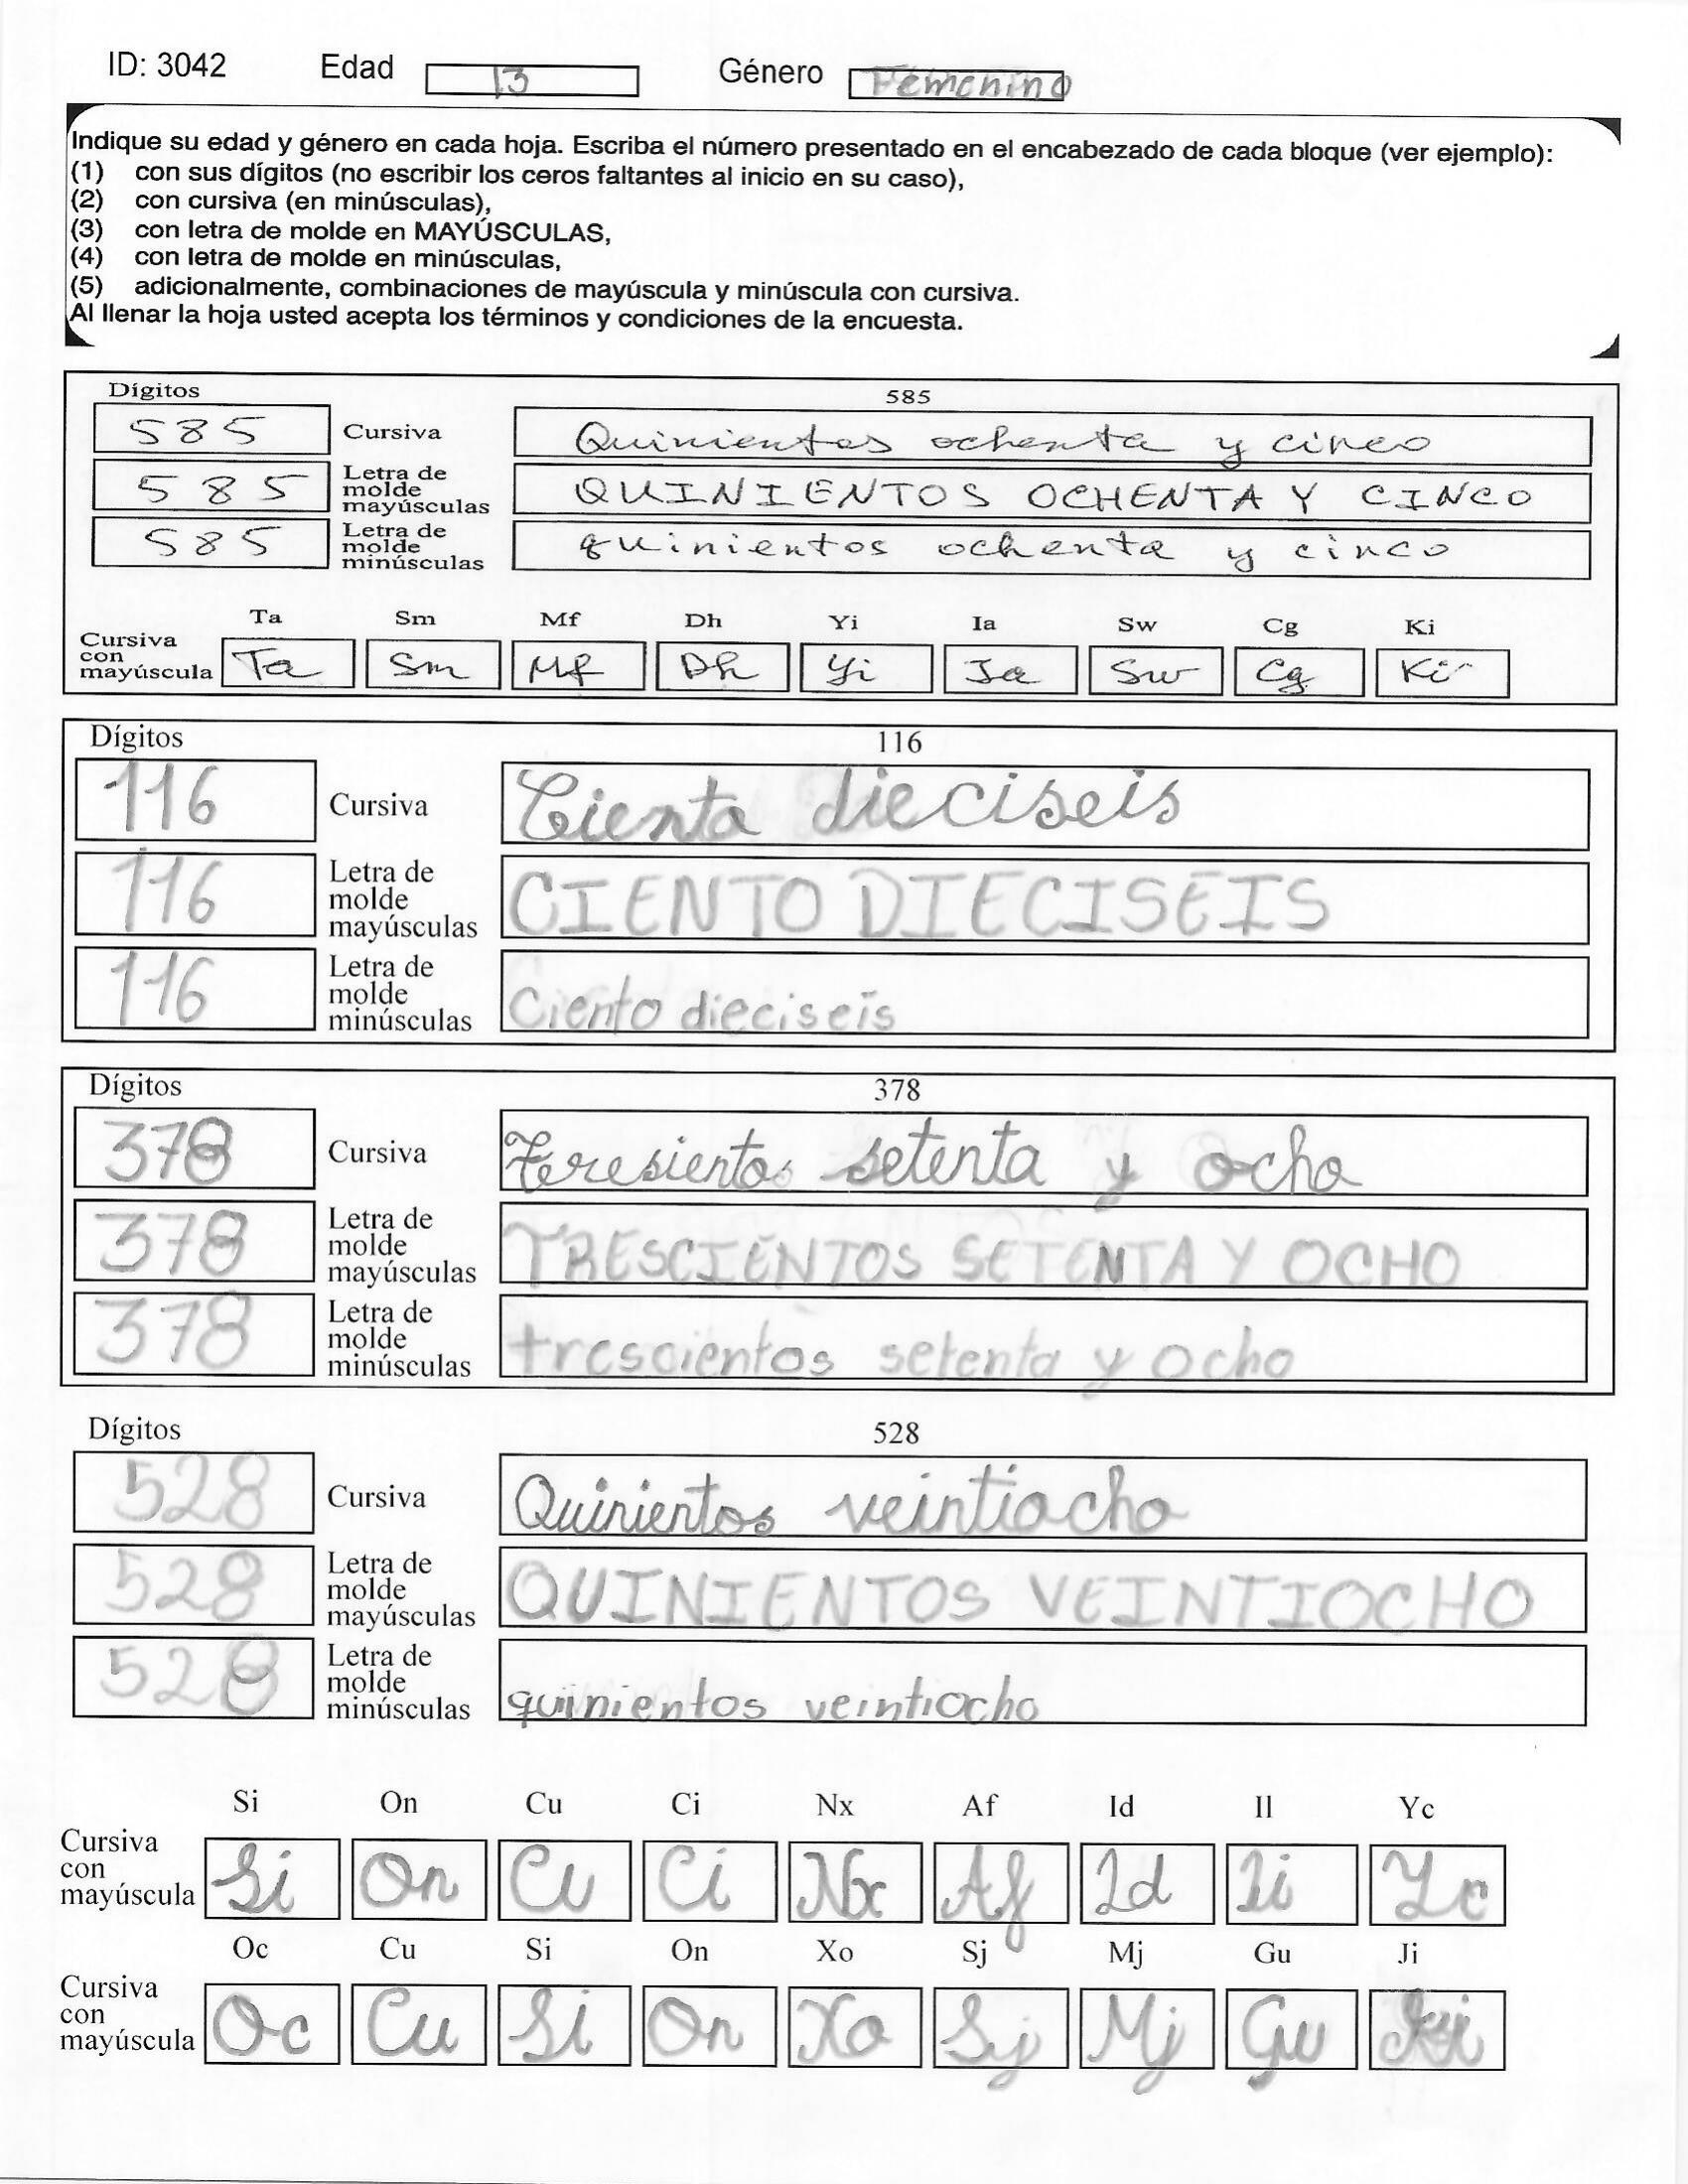 ID: 3042 Edad 13 Género Femenino
Indique su edad y género en cada hoja. Escriba el número presentado en el encabezado de cada bloque (ver ejemplo):
(1) con sus dígitos (no escribir los ceros faltantes al inicio en su caso),
(2) con cursiva (en minúsculas),
(3) con letra de molde en MAYÚSCULAS,
(4) con letra de molde en minúsculas,
(5) adicionalmente, combinaciones de mayúscula y minúscula con cursiva.
Al llenar la hoja usted acepta los términos y condiciones de la encuesta.
Dígitos 585
585 Cursiva Quinientos ochenta y cinco
585 Letra de molde mayúsculas QUINIENTOS OCHENTA Y CINCO
585 Letra de molde minúsculas quinientos ochenta y cinco
Ta Sm Mf Dh Yi Ia Sw Cg Ki
Cursiva con mayúscula Ta Sm Mf Dh Yi Ia Sw Cg Ki
Dígitos 116
116 Cursiva Ciento dieciseis
116 Letra de molde mayúsculas CIENTO DIECISEIS
116 Letra de molde minúsculas Ciento dieciseis
Dígitos 378
378 Cursiva setenta y ocho
378 Letra de molde mayúsculas TRESCIENTOS SETENTA Y OCHO
378 Letra de molde minúsculas trescientos setenta y ocho
Dígitos 528
528 Cursiva Quinientos veintiocho
528 Letra de molde mayúsculas QUINIENTOS VEINTIOCHO
528 Letra de molde minúsculas quinientos veintiocho
Si On Cu Ci Nx Af Id Il Yc
Cursiva con mayúscula Si On Cu Ci Nx Af Id Ii Yc
Oc Cu Si On Xo Sj Mj Gu Ji
Cursiva con mayúscula Oc Cu Si On Xo Sj Mj Gu